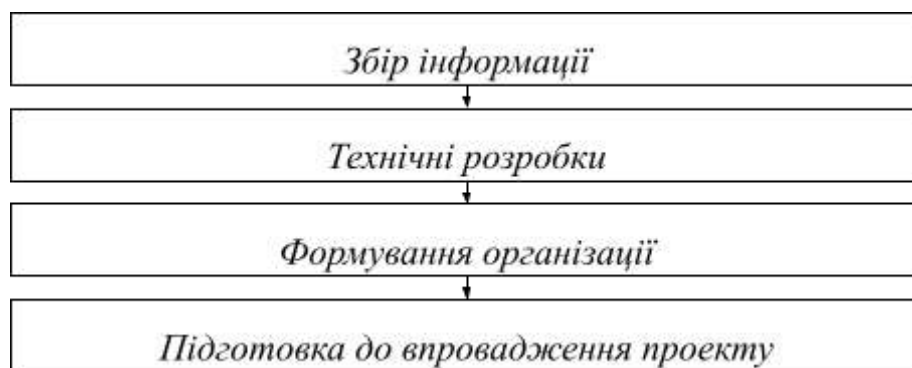 Збір інформації
Технічні розробки
Формування організації
Підготовка до впровадження проекту